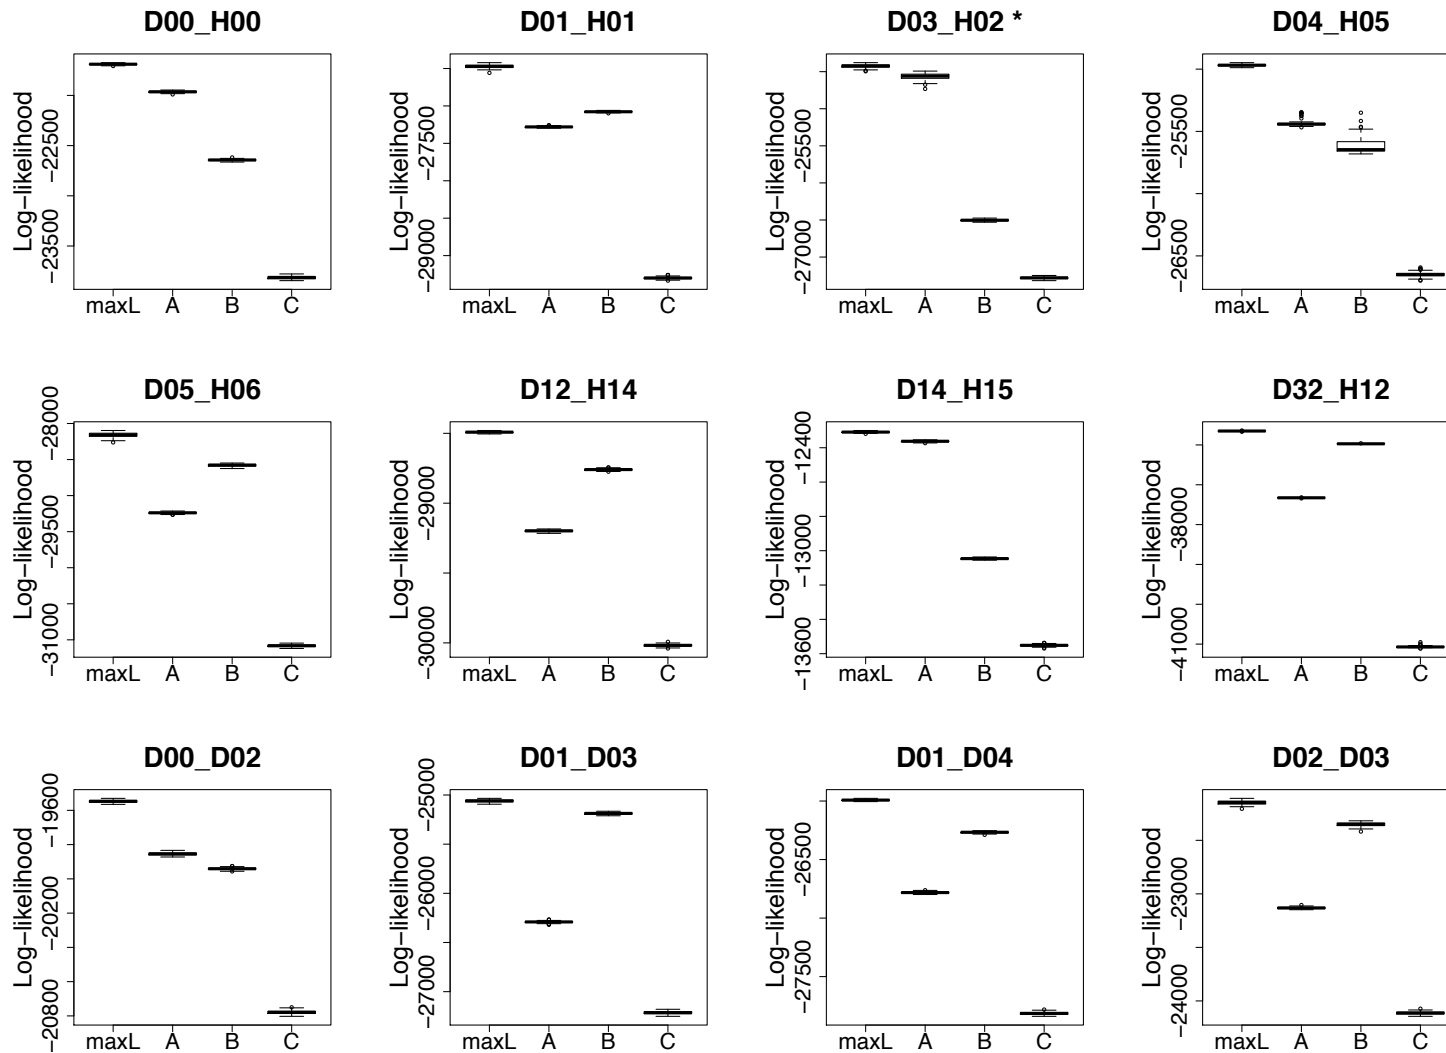 D00_H00
Log−likelihood
−22500
−23500
maxL A B C
D01_H01
Log−likelihood
−27500
−29000
maxL A B C
D03_H02 *
Log−likelihood
−25500
−27000
maxL A B C
D04_H05
Log−likelihood
−25500
−26500
maxL A B C
D05_H06
Log−likelihood
−28000
−29500
−31000
maxL A B C
D12_H14
Log−likelihood
−29000
−30000
maxL A B C
D14_H15
Log−likelihood
−12400
−13000
−13600
maxL A B C
D32_H12
Log−likelihood
−38000
−41000
maxL A B C
D00_D02
Log−likelihood
−19600
−20200
−20800
maxL A B C
D01_D03
Log−likelihood
−25000
−26000
−27000
maxL A B C
D01_D04
Log−likelihood
−26500
−27500
maxL A B C
D02_D03
Log−likelihood
−23000
−24000
maxL A B C